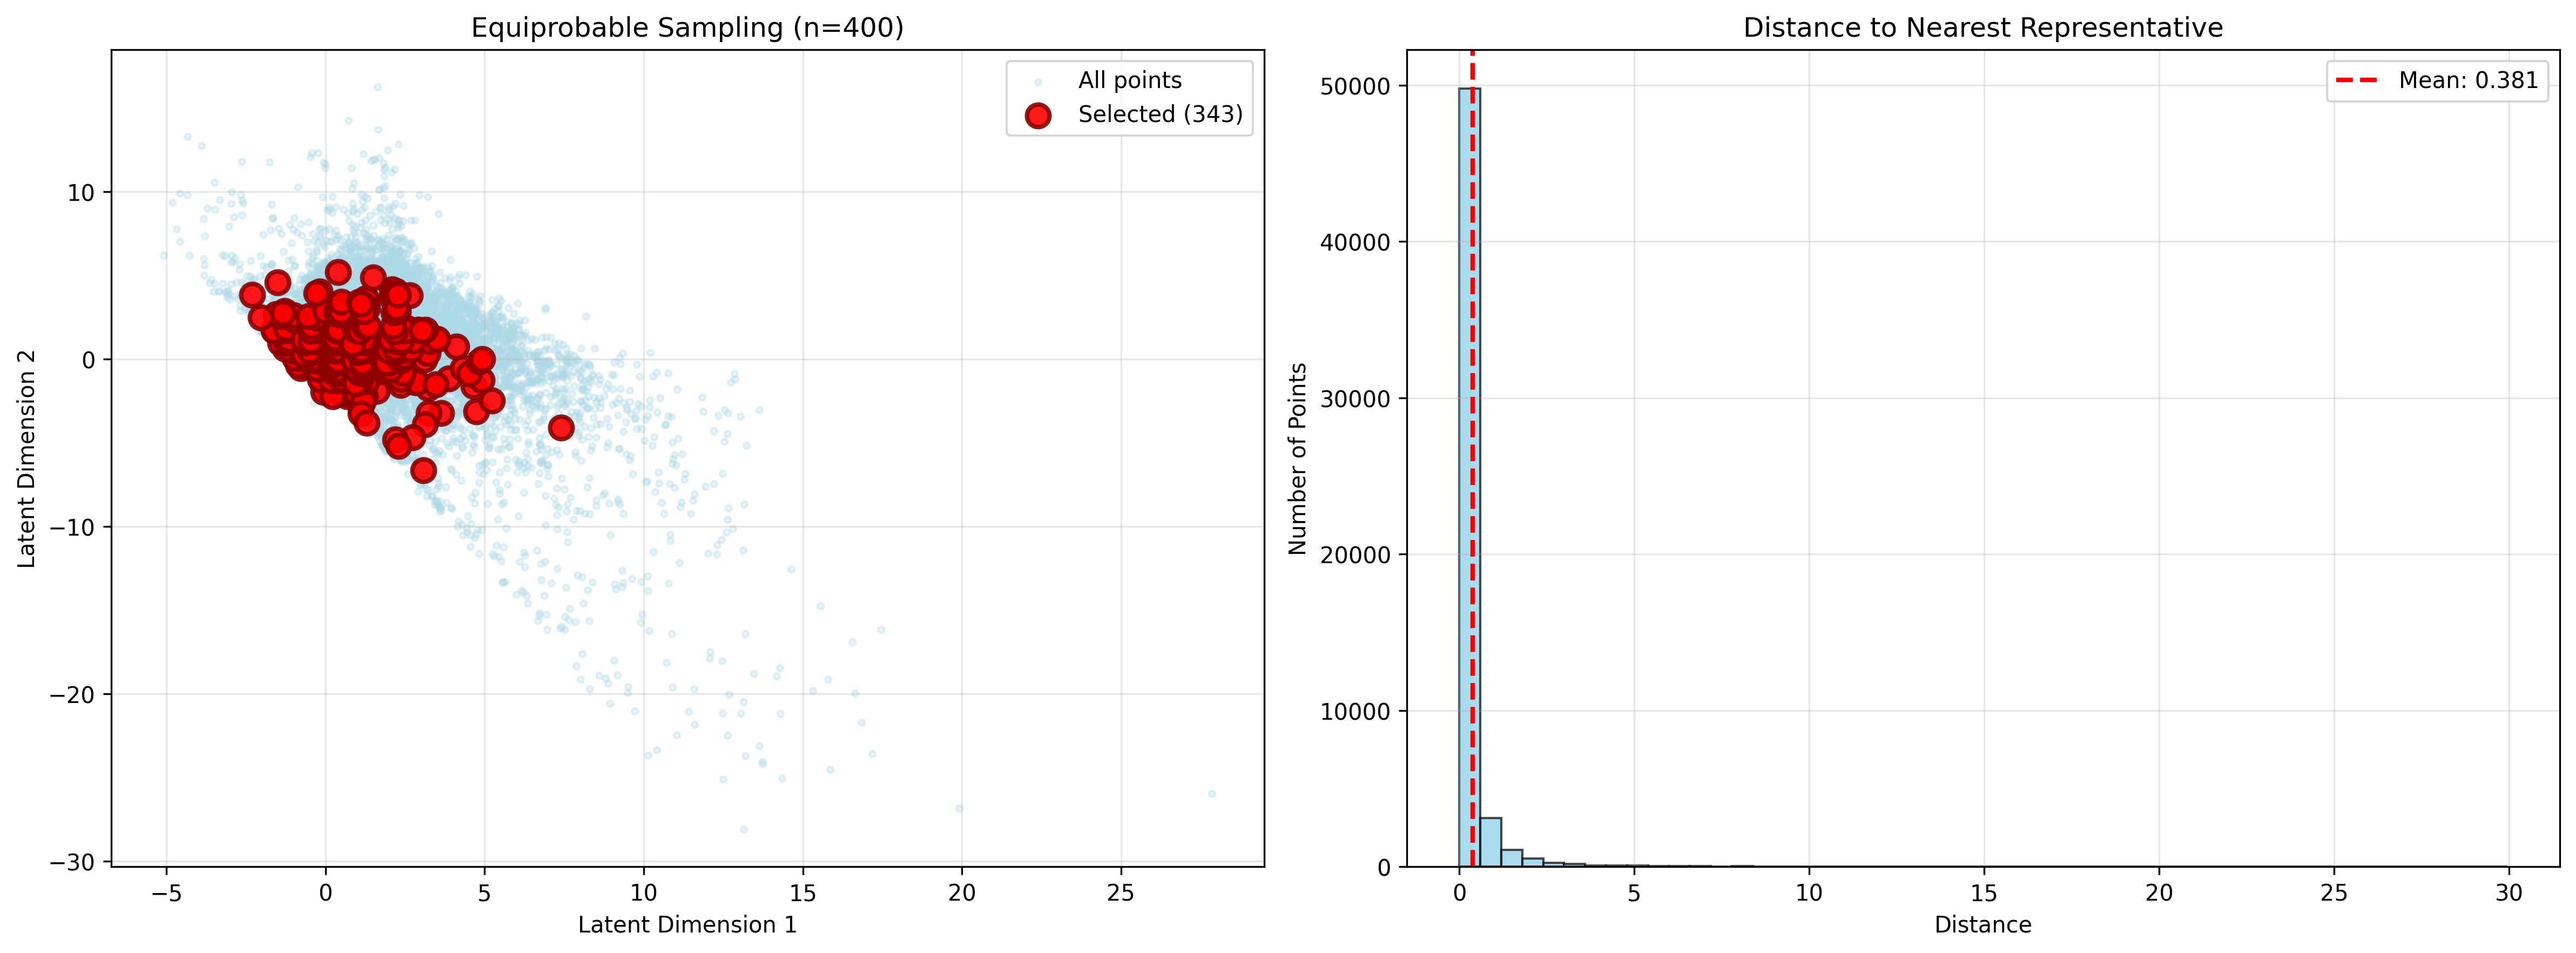 Equiprobable Sampling (n=400)
All points
Selected (343)
10
0
−10
−20
−30
Latent Dimension 2
−5
0
5
10
15
20
25
Latent Dimension 1
Distance to Nearest Representative
Mean: 0.381
50000
40000
30000
20000
10000
0
Number of Points
0
5
10
15
20
25
30
Distance